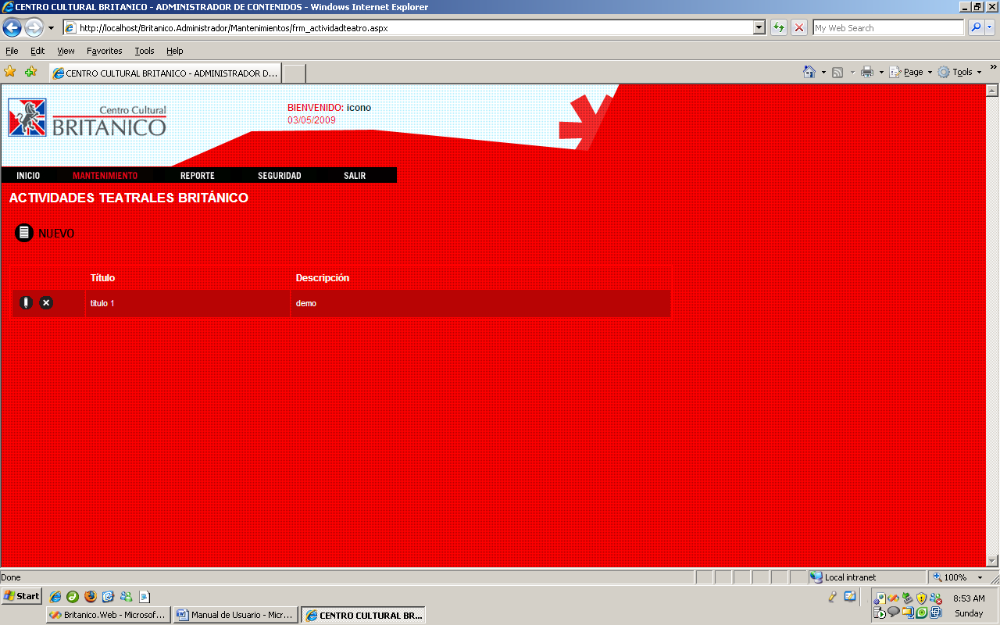 CENTRO CULTURAL BRITANICO - ADMINISTRADOR DE CONTENIDOS - Windows Internet Explorer
http://localhost/Britanico.Administrador/Mantenimientos/frm_actividadteatro.aspx
My Web Search
File Edit View Favorites Tools Help
CENTRO CULTURAL BRITANICO - ADMINISTRADOR D...
Page Tools
Centro Cultural
BRITANICO
BIENVENIDO: icono
03/05/2009
INICIO MANTENIMIENTO REPORTE SEGURIDAD SALIR
ACTIVIDADES TEATRALES BRITÁNICO
NUEVO
Título Descripción
titulo 1 demo
Done Local intranet 100%
Start 8:53 AM
Britanico.Web - Microsof... Manual de Usuario - Micr... CENTRO CULTURAL BR... Sunday